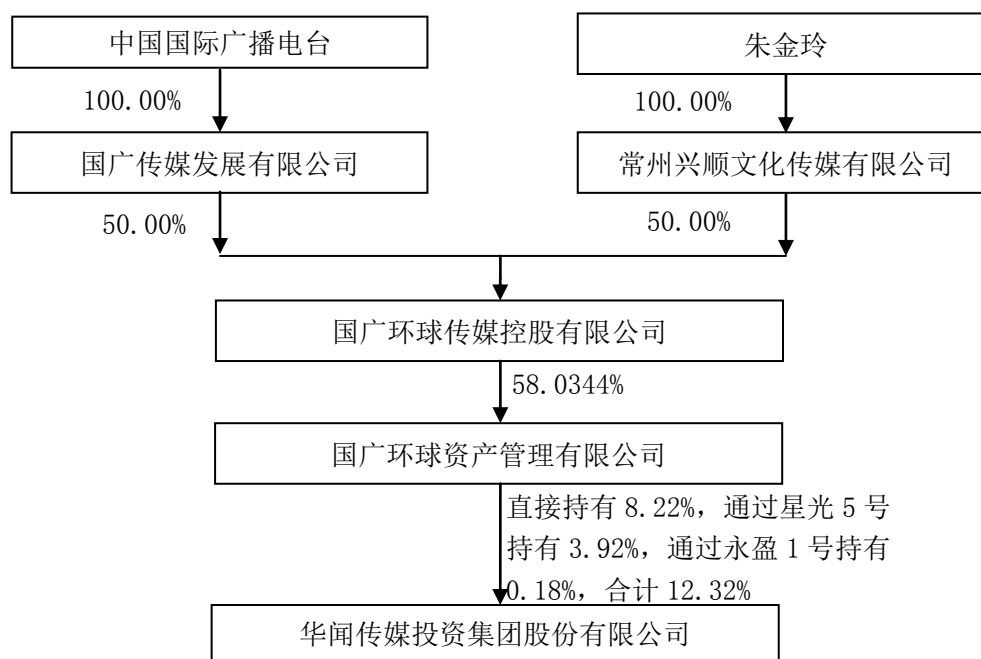 中国国际广播电台
朱金玲
100.00%
100.00%
国广传媒发展有限公司
常州兴顺文化传媒有限公司
50.00%
50.00%
国广环球传媒控股有限公司
58.0344%
国广环球资产管理有限公司
直接持有 8.22%，通过星光 5 号
持有 3.92%，通过永盈 1 号持有
0.18%，合计 12.32%
华闻传媒投资集团股份有限公司